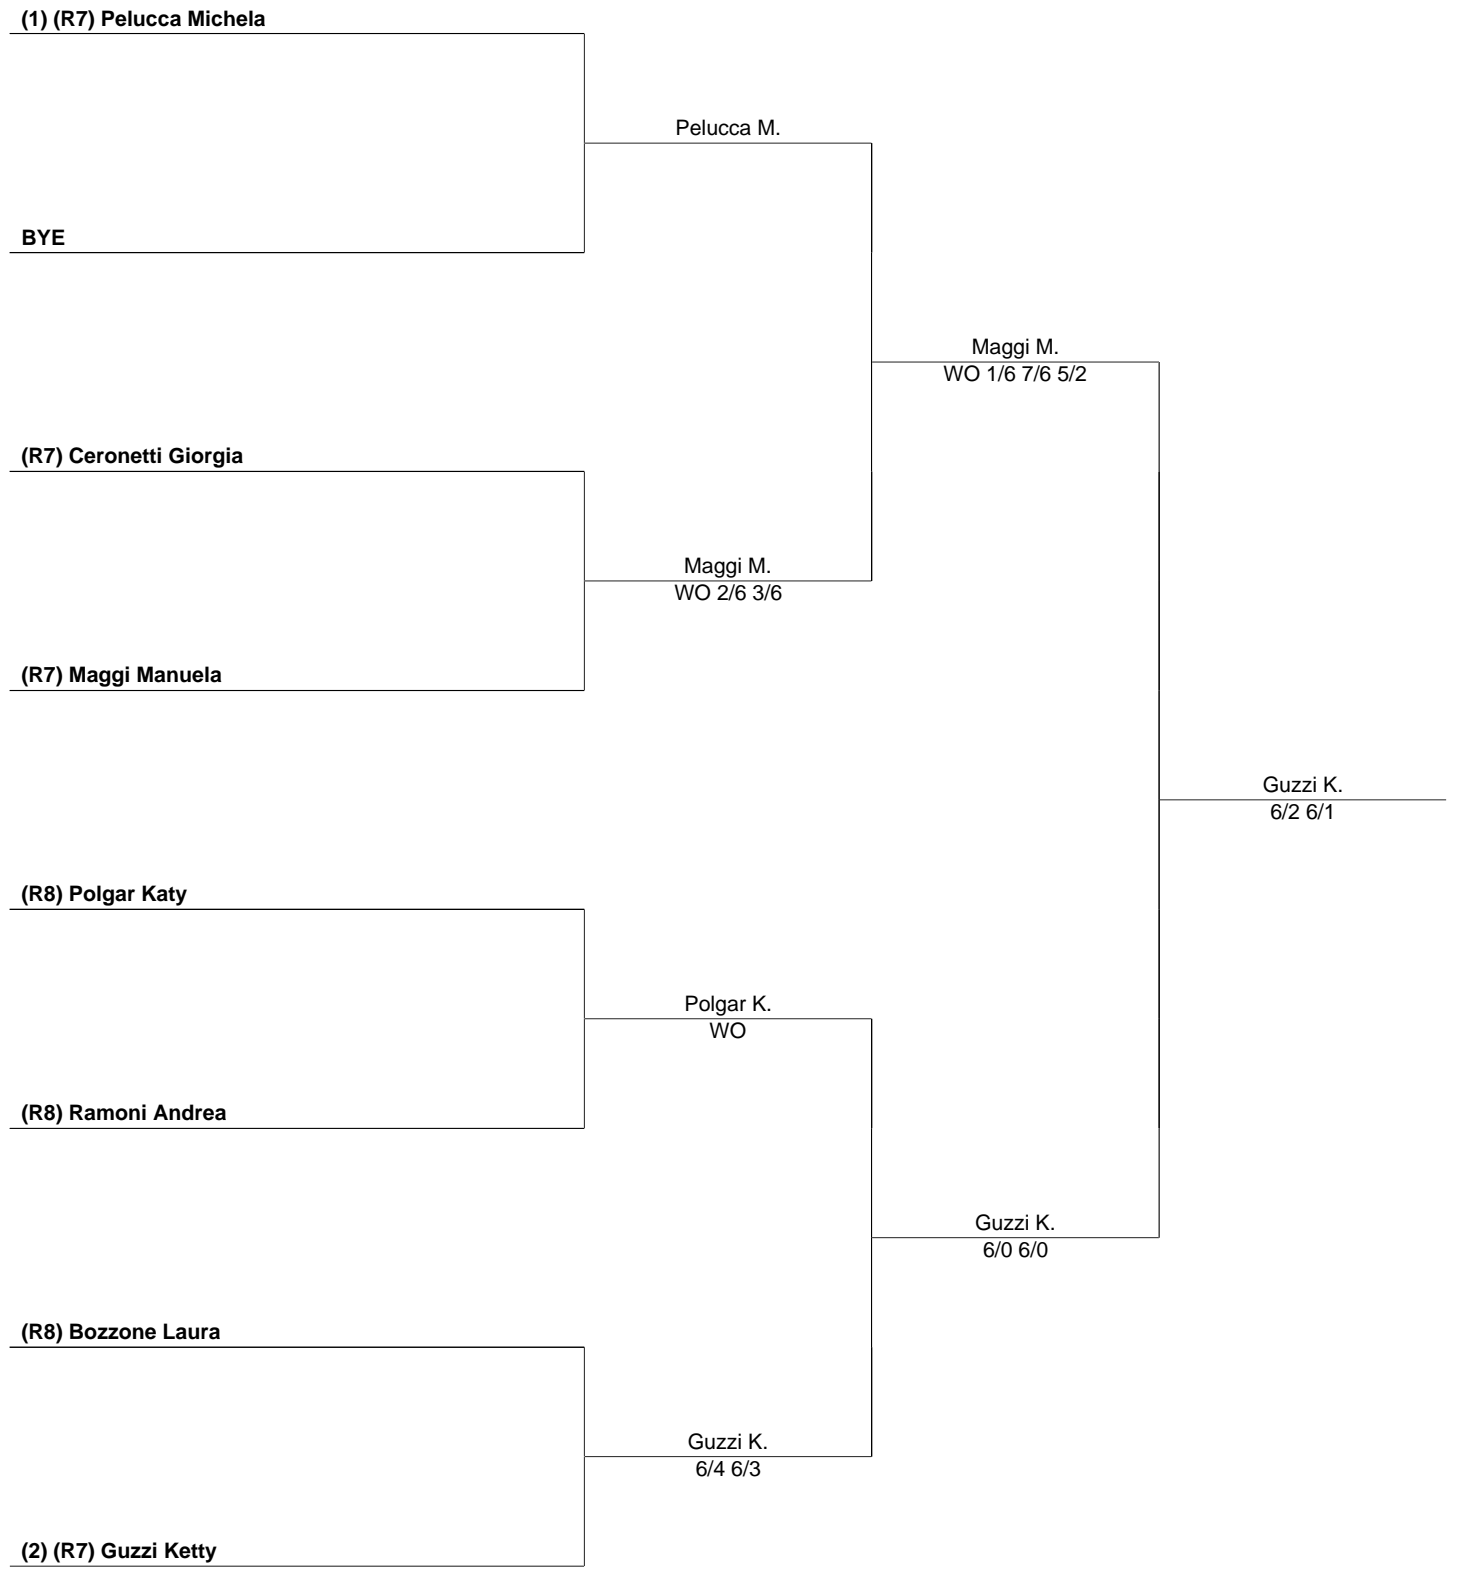 (1) (R7) Pelucca Michela
Pelucca M.
BYE
Maggi M.
WO 1/6 7/6 5/2
(R7) Ceronetti Giorgia
Maggi M.
WO 2/6 3/6
(R7) Maggi Manuela
Guzzi K.
6/2 6/1
(R8) Polgar Katy
Polgar K.
WO
(R8) Ramoni Andrea
Guzzi K.
6/0 6/0
(R8) Bozzone Laura
Guzzi K.
6/4 6/3
(2) (R7) Guzzi Ketty